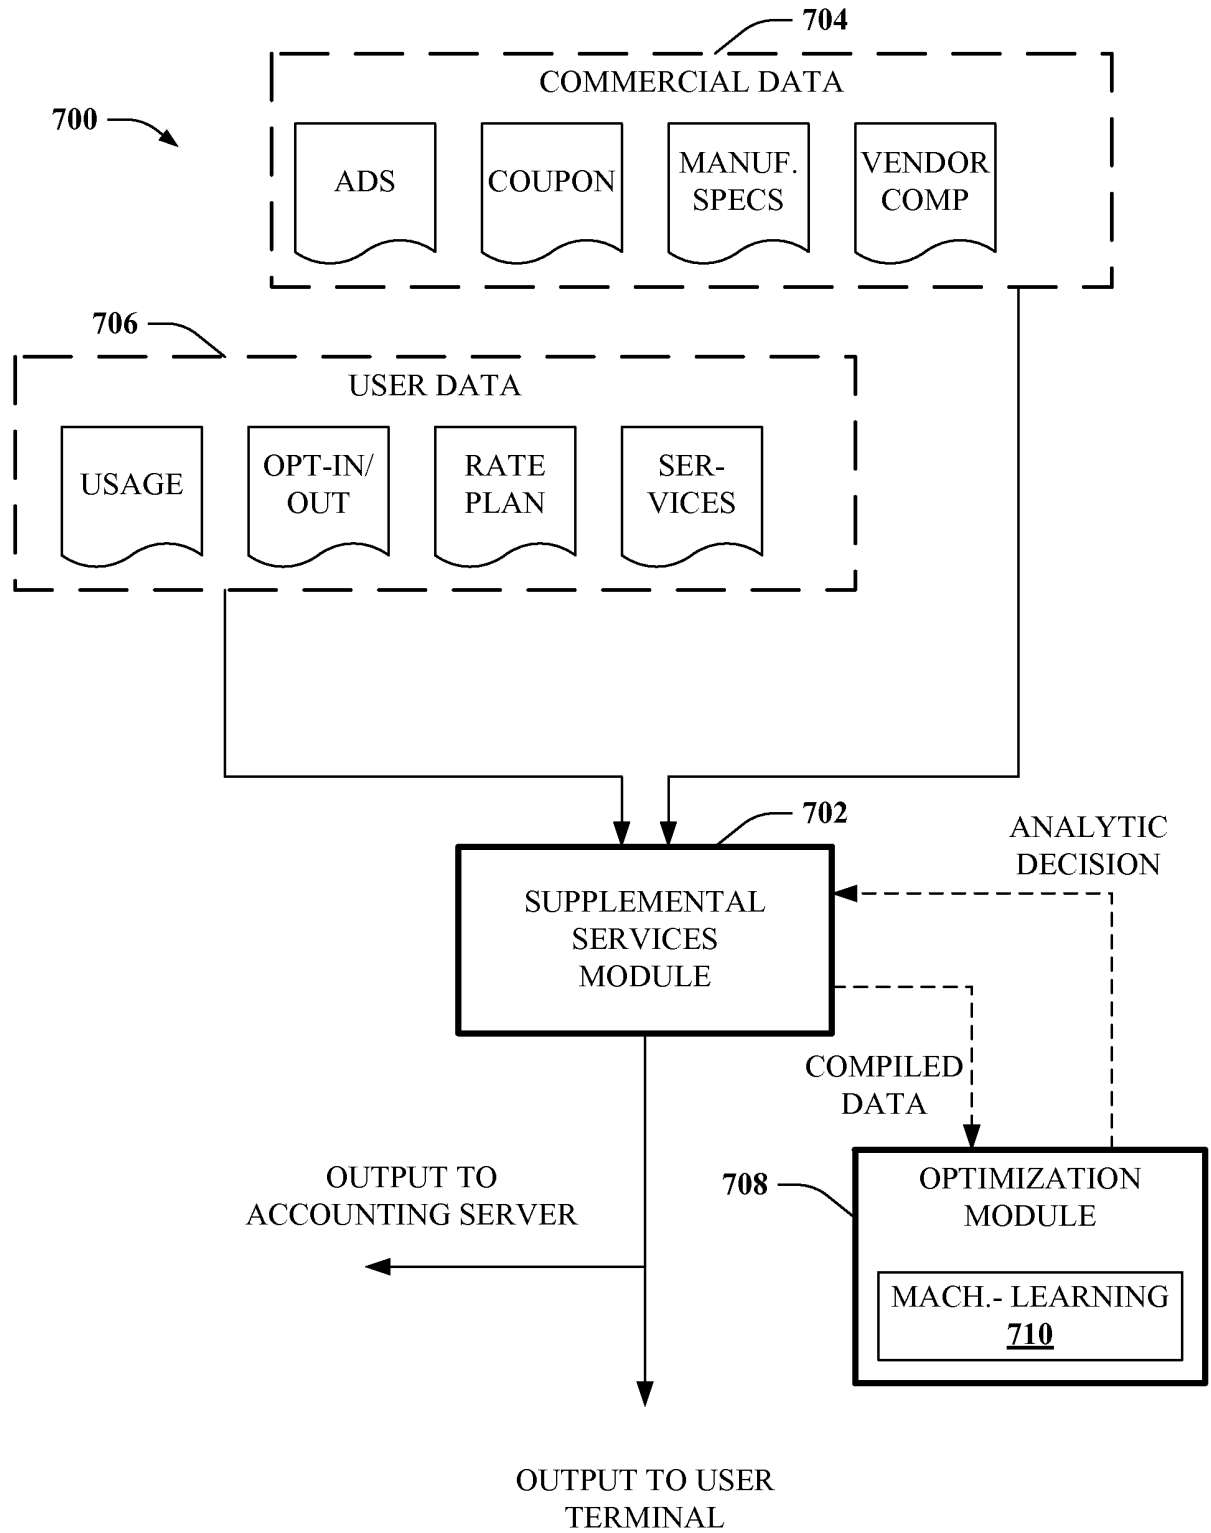 704
COMMERCIAL DATA
700
ADS
COUPON
MANUF.
SPECS
VENDOR
COMP
706
USER DATA
USAGE
OPT-IN/
OUT
RATE
PLAN
SER-
VICES
702
ANALYTIC
DECISION
SUPPLEMENTAL
SERVICES
MODULE
COMPILED
DATA
OUTPUT TO
ACCOUNTING SERVER
708
OPTIMIZATION
MODULE
MACH.- LEARNING
710
OUTPUT TO USER
TERMINAL